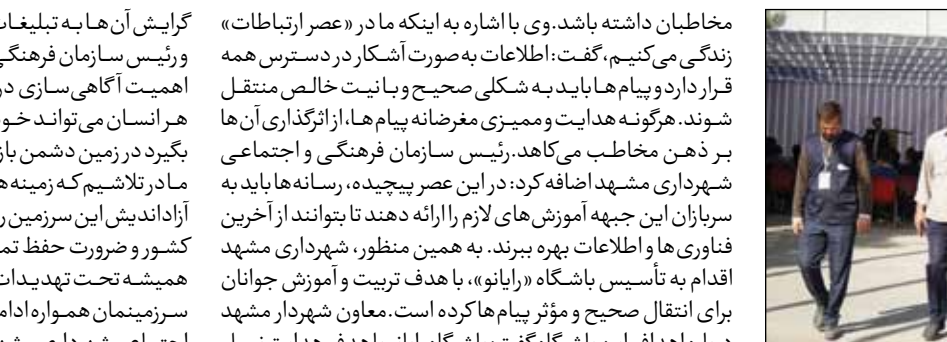 مخاطبان داشته باشد.وی با اشاره به اینکه ما در «عصر ارتباطات»
زندگی می‌کنیم، گفت: اطلاعات به‌صورت آشکار در دسترس همه
قرار دارد و پیام‌ها باید به شکلی صحیح و با نیت خالص منتقل
شوند. هرگونه هدایت و ممیزی مغرضانه پیام‌ها، از اثرگذاری آن‌ها
بر ذهن مخاطب می‌کاهد.رئیس سازمان فرهنگی و اجتماعی
شهرداری مشهد اضافه کرد: در این عصر پیچیده، رسانه‌ها باید به
سربازان این جبهه آموزش‌های لازم را ارائه دهند تا بتوانند از آخرین
فناوری‌ها و اطلاعات بهره ببرند. به همین منظور، شهرداری مشهد
اقدام به تأسیس باشگاه «رایانو»، با هدف تربیت و آموزش جوانان
برای انتقال صحیح و مؤثر پیام‌ها کرده است.معاون شهردار مشهد
گرایش آن‌ها به تبلیغات
و رئیس سازمان فرهنگی
اهمیت آگاهی‌سازی در
هر انسان می‌تواند
بگیرد در زمین دشمن
ما در تلاشیم که زمینه
آزاداندیش این سرزمین
کشور و ضرورت حفظ
همیشه تحت تهدیدات
سرزمینمان همواره